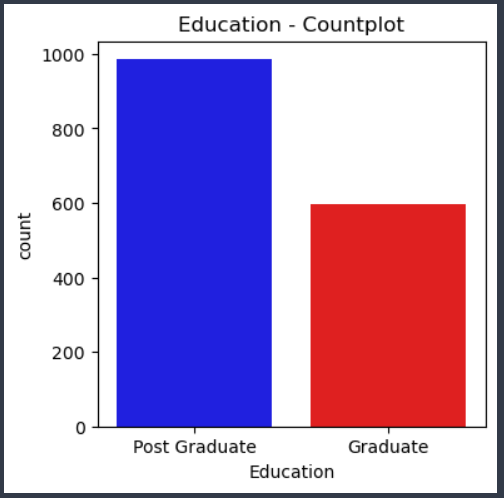 Education - Countplot
1000
800
600
400
200
0
count
Post Graduate
Graduate
Education